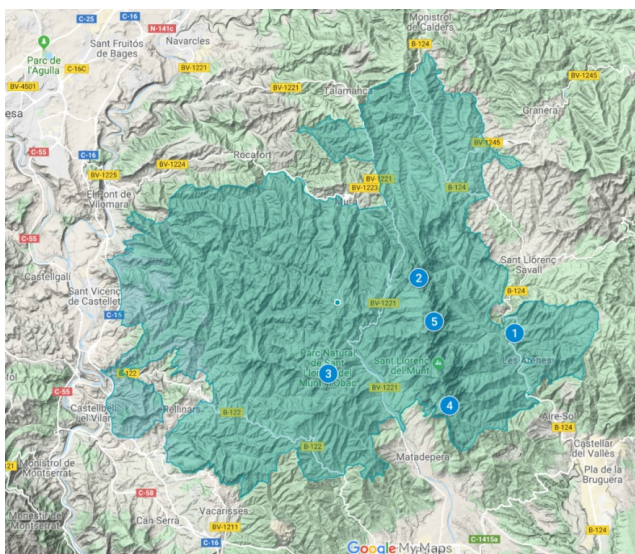 Monistrol
de Calders
C-25
C-16
N-141c
Navarcles
Sant Fruitós
de Bages
B-124
Parc de
l'Agulla
C-16C
BV-1221
BV-4501
BV-1221
Talamanca
BV-1245
Granera
esa
C-55
C-16
BV-1245
Rocafort
BV-1224
BV-1225
BV-1221
BV-1223
B-124
El Pont de
Vilomara
C-55
Sant Llorenç
Savall
Castellgalí
2
Sant Vicenç
de Castellet
B-124
BV-1221
C-16
5
1
Parc Natural
de Sant
Llorenç del
Munt i l'Obac
Sant Llorenç
del Munt
Les Arenes
3
B-122
BV-1221
C-55
4
Castellbell
i el Vilar
Rellinars
B-122
Aire-Sol
B-124
B-122
Castellar
del Vallès
Matadepera
Monistrol de
Montserrat
Pla de la
Bruguera
C-58
Vacarisses
Can Serra
BV-1211
B-124
Monestir de
Montserrat
C-16
Google My Maps
C-1415a